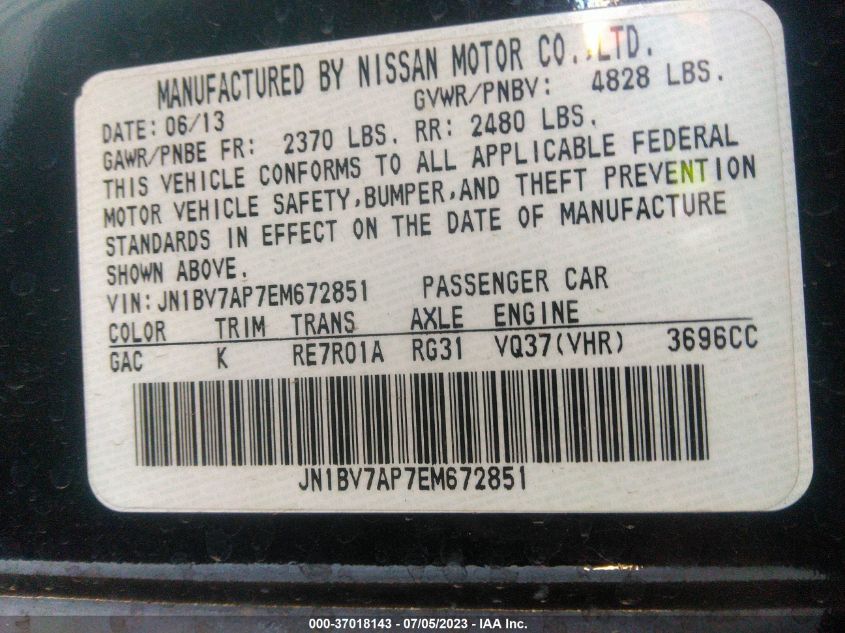 MANUFACTURED BY NISSAN MOTOR CO.,LTD.
DATE: 06/13 GVWR/PNBV: 4828 LBS.
GAWR/PNBE FR: 2370 LBS. RR: 2480 LBS.
THIS VEHICLE CONFORMS TO ALL APPLICABLE FEDERAL
MOTOR VEHICLE SAFETY,BUMPER,AND THEFT PREVENTION
STANDARDS IN EFFECT ON THE DATE OF MANUFACTURE
SHOWN ABOVE.
VIN:JN1BV7AP7EM672851 PASSENGER CAR
COLOR TRIM TRANS AXLE ENGINE
GAC K RE7R01A RG31 VQ37(VHR) 3696CC
JN1BV7AP7EM672851
000-37018143 - 07/05/2023 - IAA Inc.